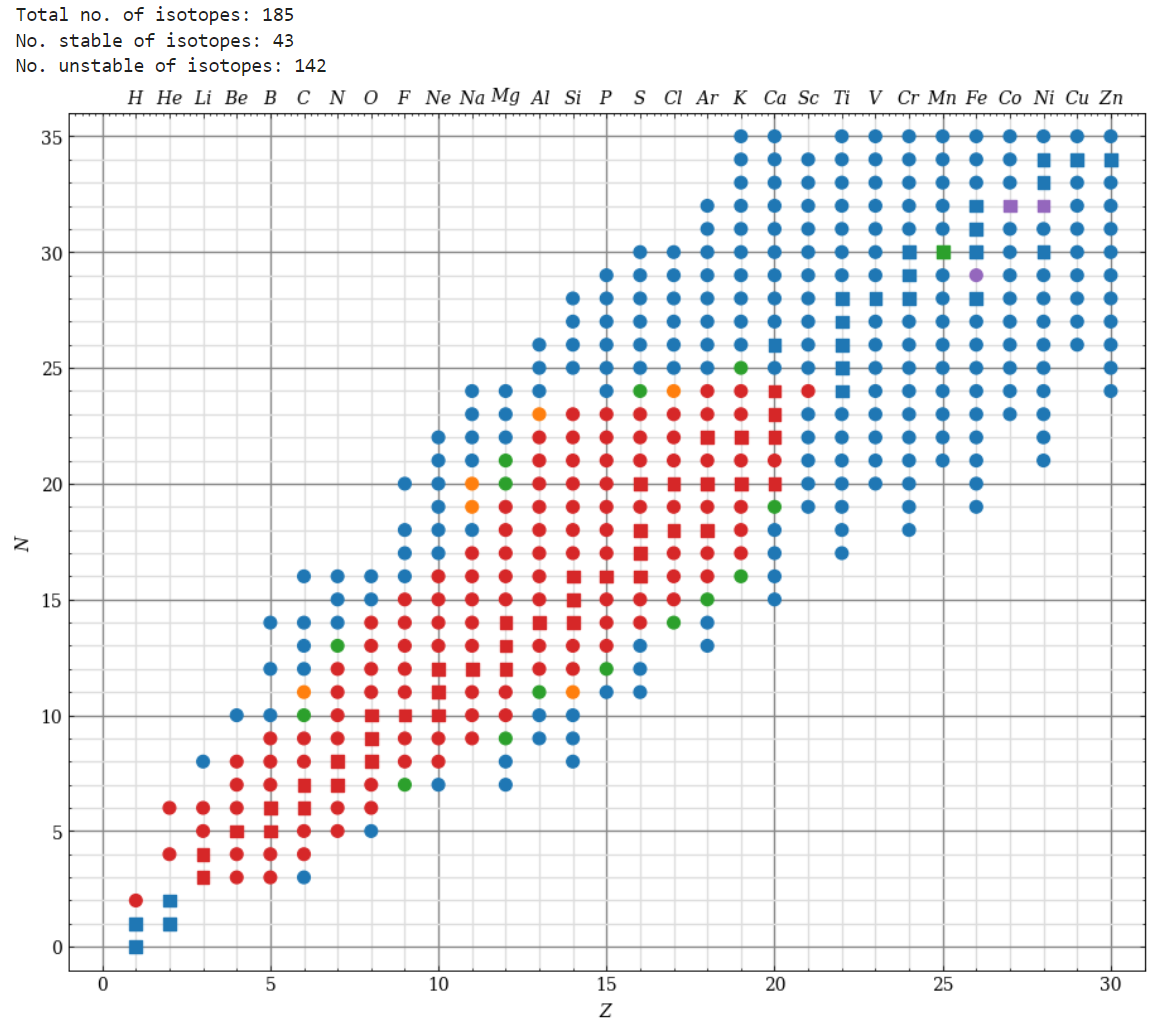 Total no. of isotopes: 185
No. stable of isotopes: 43
No. unstable of isotopes: 142
H He Li Be B C N O F Ne Na Mg Al Si P S Cl Ar K Ca Sc Ti V Cr Mn Fe Co Ni Cu Zn
35
30
25
20
15
10
5
0
N
0 5 10 15 20 25 30
Z